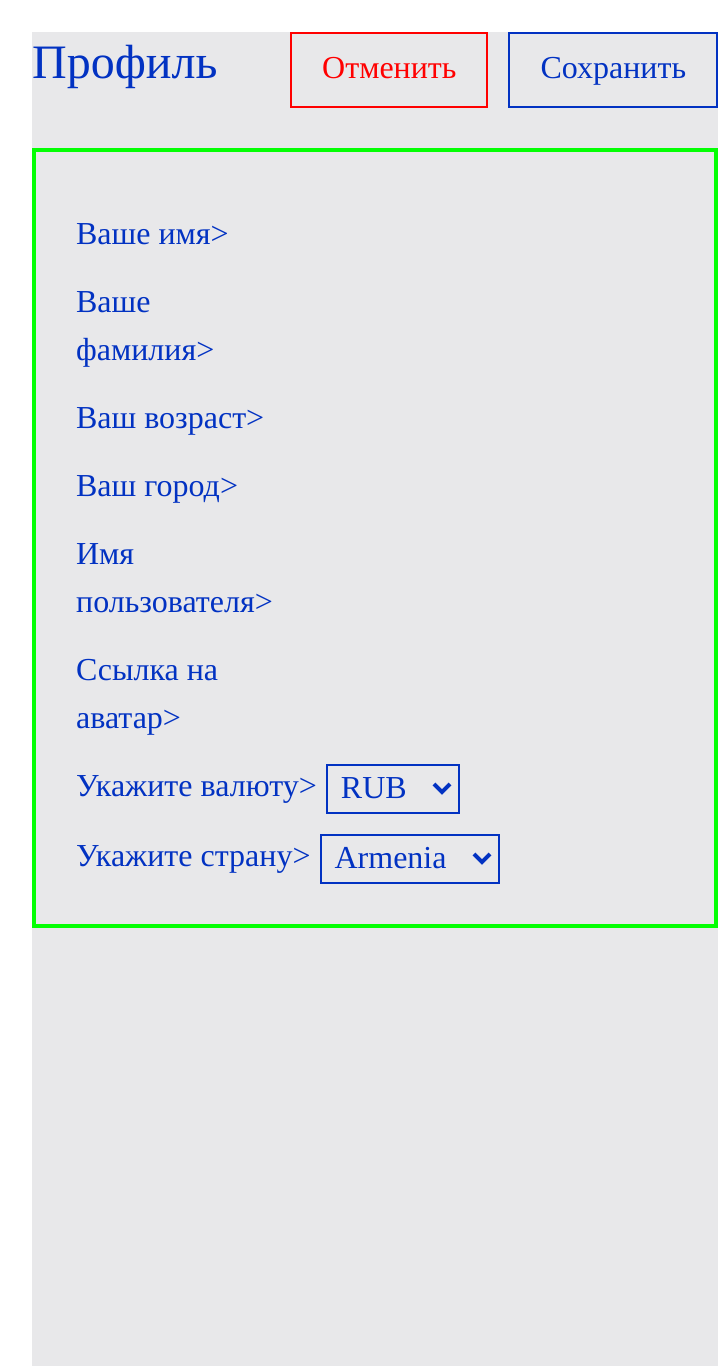 Профиль
Отменить
Сохранить
Ваше имя>
Ваше
фамилия>
Ваш возраст>
Ваш город>
Имя
пользователя>
Ссылка на
аватар>
Укажите валюту> RUB
Укажите страну> Armenia